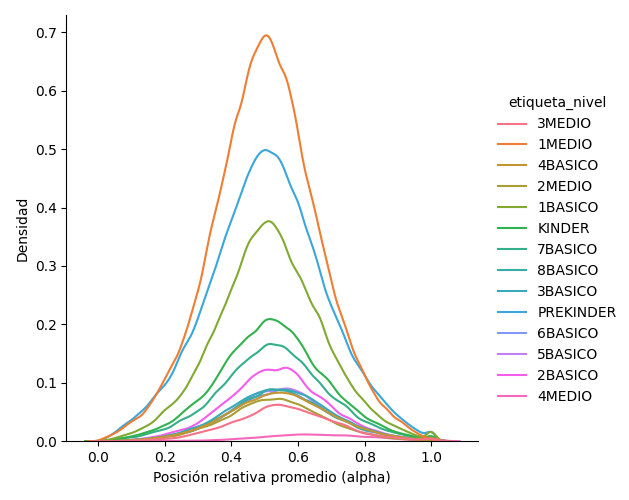 0.7
0.6
0.5
0.4
0.3
0.2
0.1
0.0
Densidad
0.0 0.2 0.4 0.6 0.8 1.0
Posición relativa promedio (alpha)
etiqueta_nivel
3MEDIO
1MEDIO
4BASICO
2MEDIO
1BASICO
KINDER
7BASICO
8BASICO
3BASICO
PREKINDER
6BASICO
5BASICO
2BASICO
4MEDIO